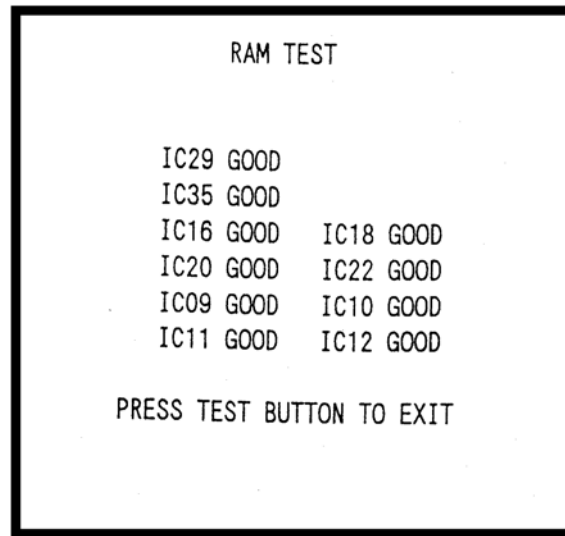 RAM TEST
IC29 GOOD
IC35 GOOD
IC16 GOOD IC18 GOOD
IC20 GOOD IC22 GOOD
IC09 GOOD IC10 GOOD
IC11 GOOD IC12 GOOD
PRESS TEST BUTTON TO EXIT